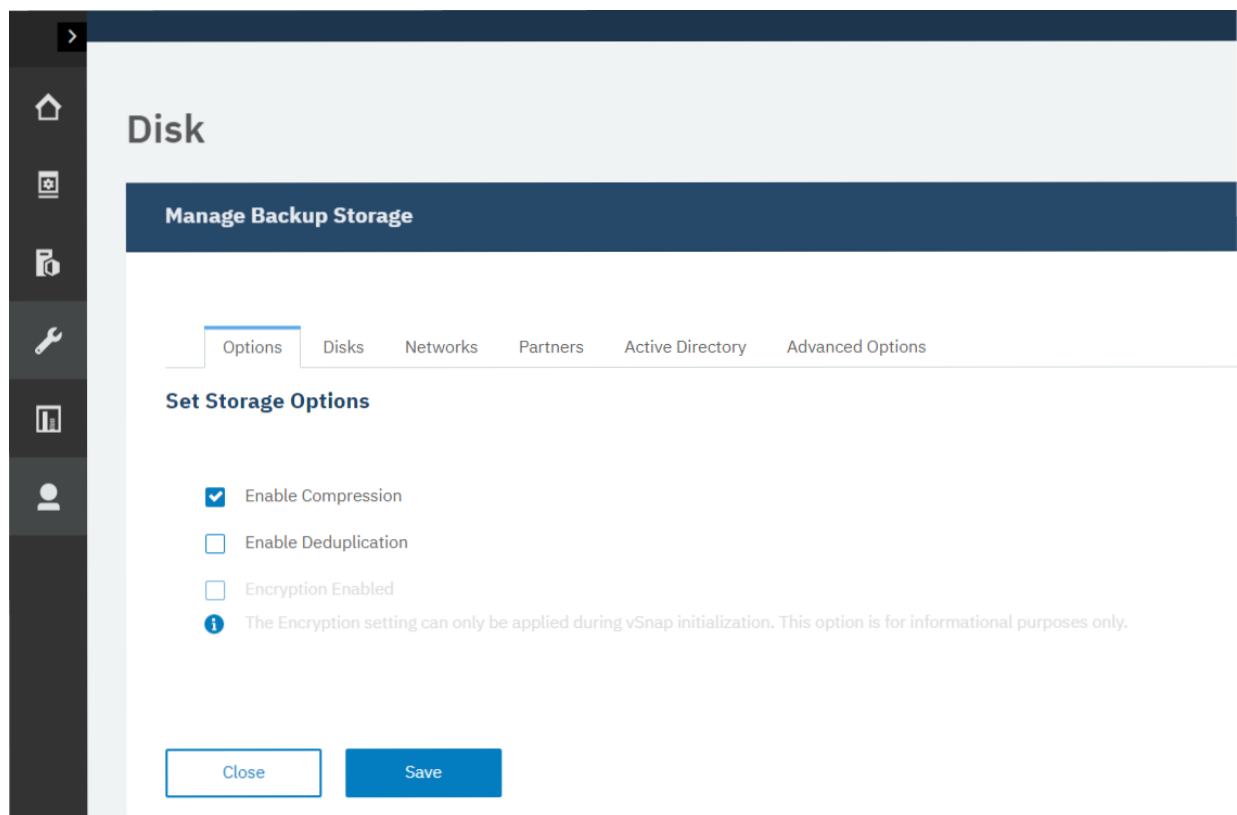 Disk
Manage Backup Storage
Options Disks Networks Partners Active Directory Advanced Options
Set Storage Options
Enable Compression
Enable Deduplication
Encryption Enabled
The Encryption setting can only be applied during vSnap initialization. This option is for informational purposes only.
Close Save